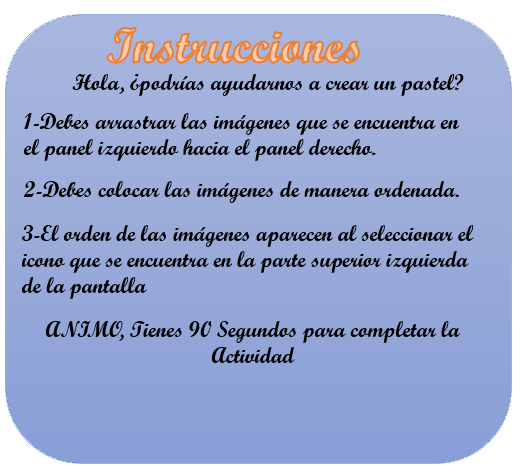 Instrucciones
Hola, ¿podrías ayudarnos a crear un pastel?
1-Debes arrastrar las imágenes que se encuentra en
el panel izquierdo hacia el panel derecho.
2-Debes colocar las imágenes de manera ordenada.
3-El orden de las imágenes aparecen al seleccionar el
icono que se encuentra en la parte superior izquierda
de la pantalla
ANIMO, Tienes 90 Segundos para completar la
Actividad